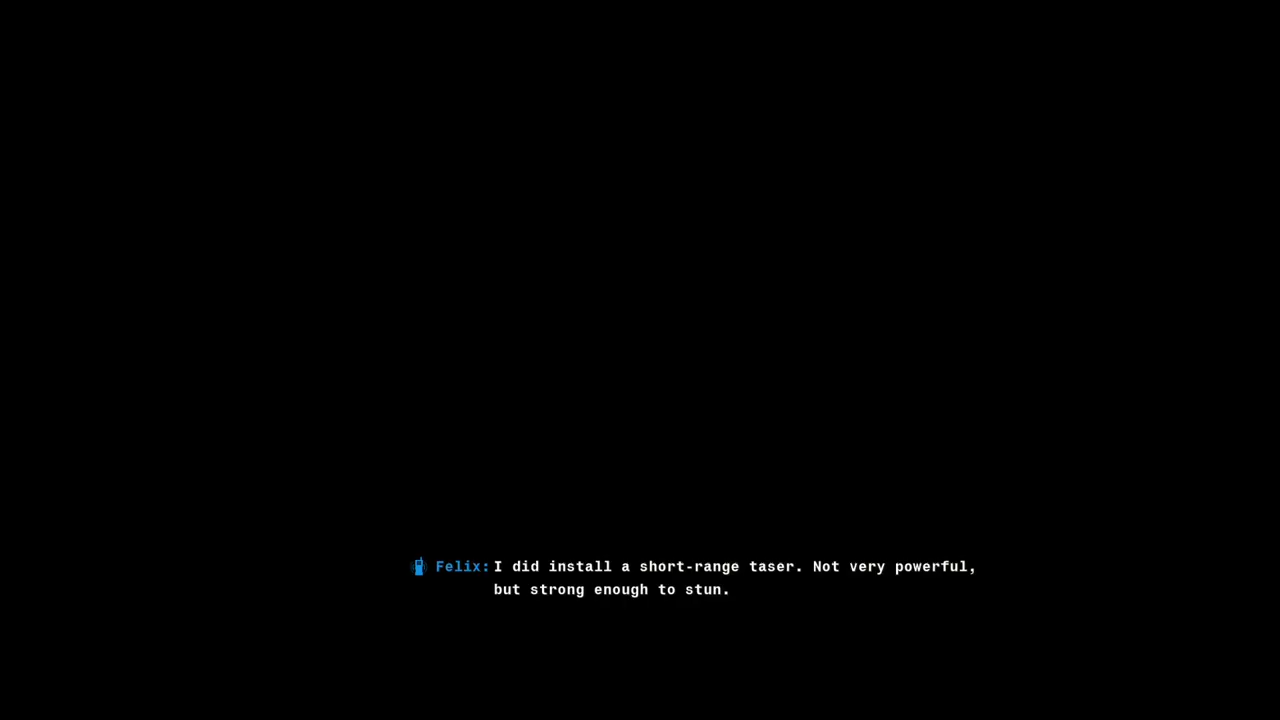 Felix: I did install a short-range taser. Not very powerful,
but strong enough to stun.